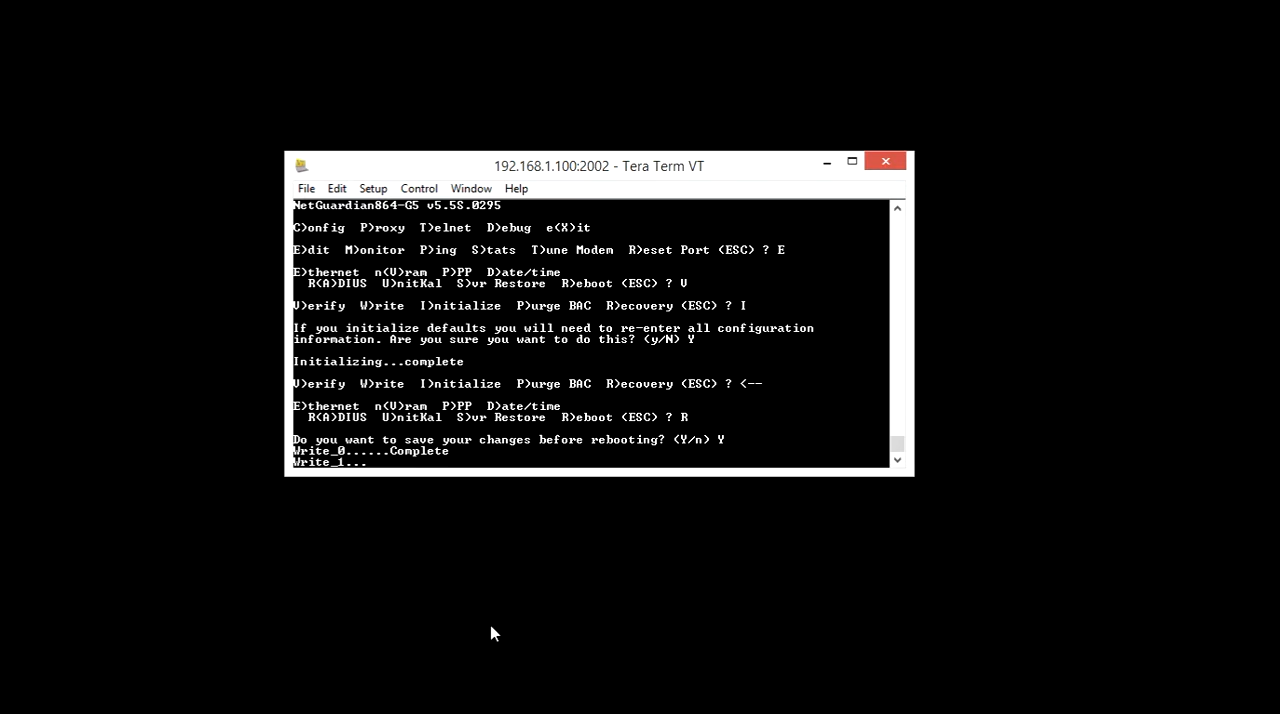 192.168.1.100:2002 - Tera Term VT
File Edit Setup Control Window Help
NetGuardian864-G5 v5.5S.0295
C)onfig P)roxy T)elnet D)ebug e(X)it
E)dit M)onitor P)ing S)tats T)une Modem R)eset Port (ESC) ? E
E)thernet n(V)ram P)PP D)ate/time
R(A)DIUS U)nitKal S)vr Restore R)eboot (ESC) ? V
V)erify W)rite I)nitialize P)urge BAC R)ecovery (ESC) ? I
If you initialize defaults you will need to re-enter all configuration
information. Are you sure you want to do this? (y/N) Y
Initializing...complete
V)erify W)rite I)nitialize P)urge BAC R)ecovery (ESC) ? <--
E)thernet n(V)ram P)PP D)ate/time
R(A)DIUS U)nitKal S)vr Restore R)eboot (ESC) ? R
Do you want to save your changes before rebooting? (Y/n) Y
Write_0......Complete
Write_1...